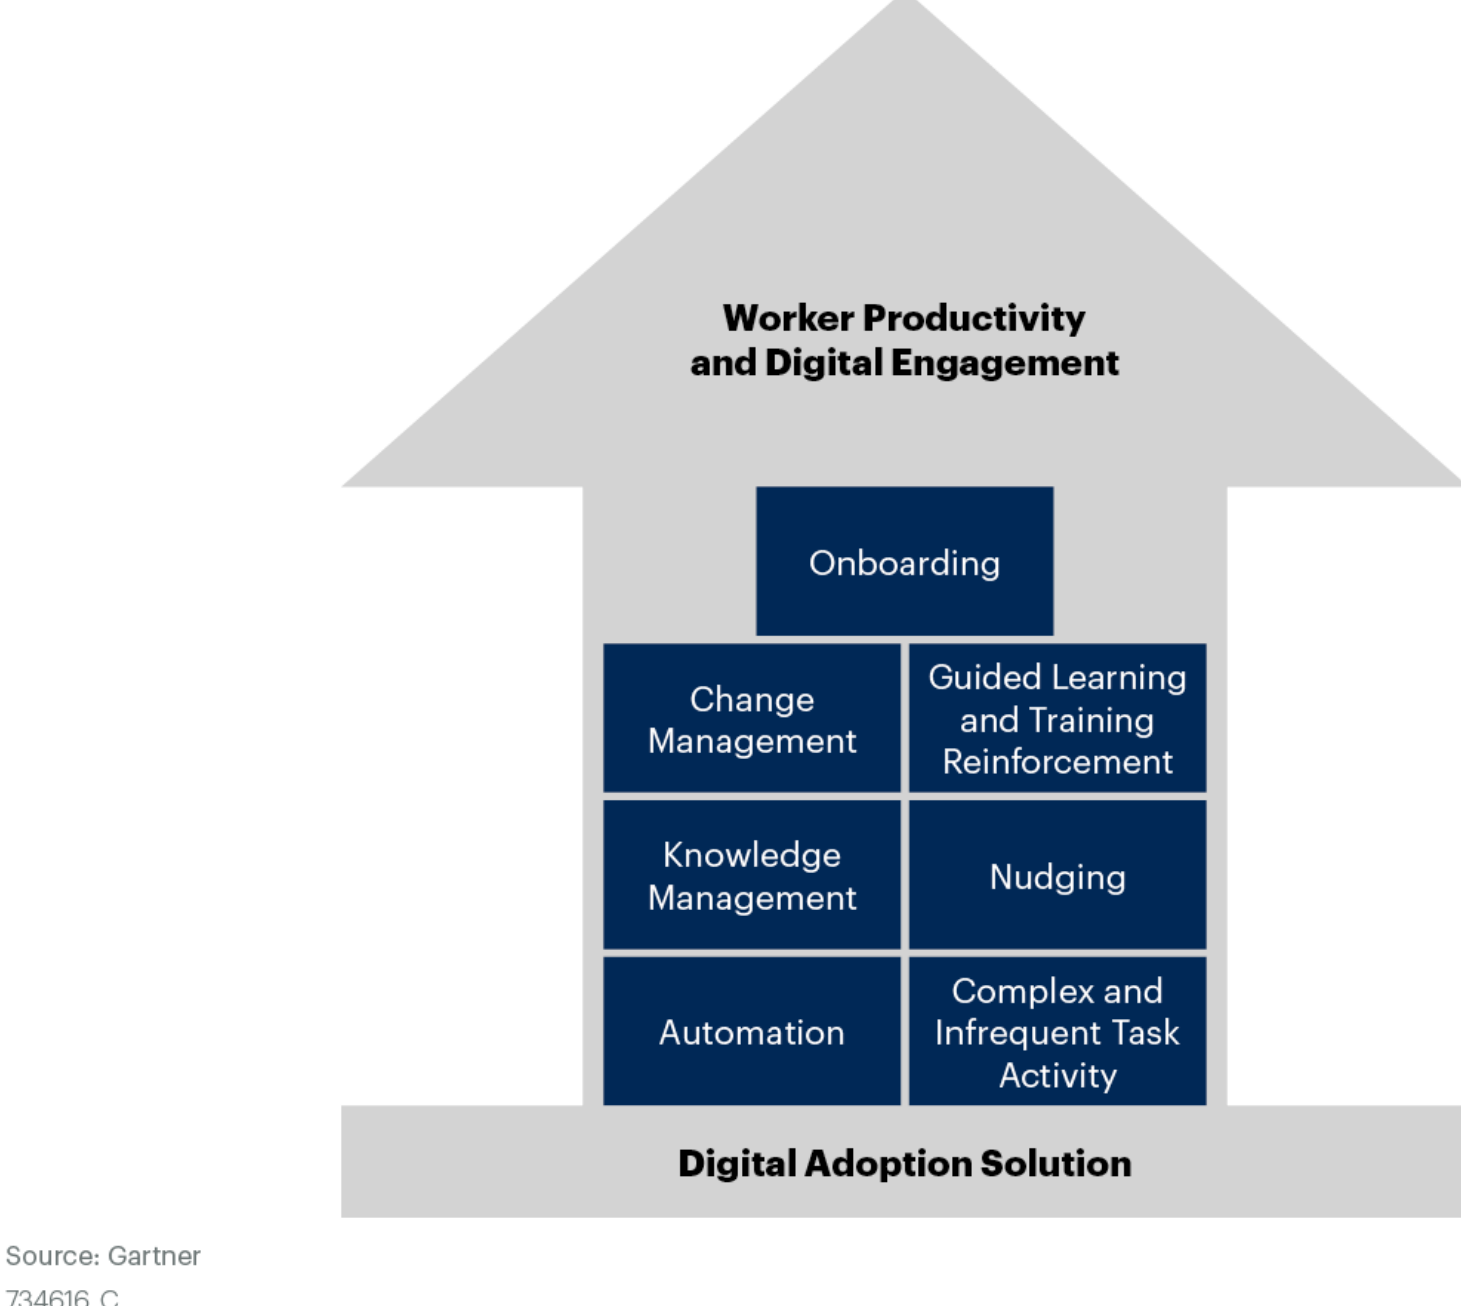 Worker Productivity
and Digital Engagement
Onboarding
Change
Management
Guided Learning
and Training
Reinforcement
Knowledge
Management
Nudging
Automation
Complex and
Infrequent Task
Activity
Digital Adoption Solution
Source: Gartner
734616_C